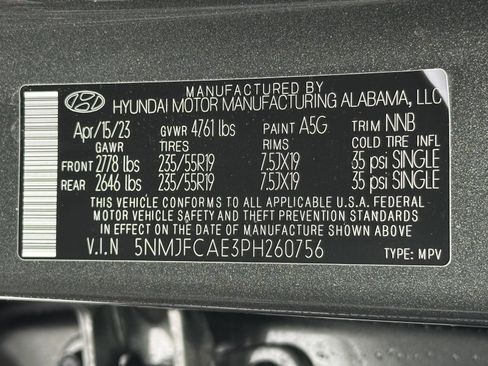 MANUFACTURED BY
HYUNDAI MOTOR MANUFACTURING ALABAMA, LLC
Apr/15/23 GVWR 4761 lbs PAINT A5G TRIM NNB
GAWR TIRES RIMS COLD TIRE INFL
FRONT 2778 lbs 235/55R19 7.5JX19 35 psi SINGLE
REAR 2646 lbs 235/55R19 7.5JX19 35 psi SINGLE
THIS VEHICLE CONFORMS TO ALL APPLICABLE U.S.A. FEDERAL
MOTOR VEHICLE SAFETY AND THEFT PREVENTION STANDARDS
IN EFFECT ON THE DATE OF MANUFACTURE SHOWN ABOVE.
V.I.N 5NMJFCAE3PH260756 TYPE: MPV